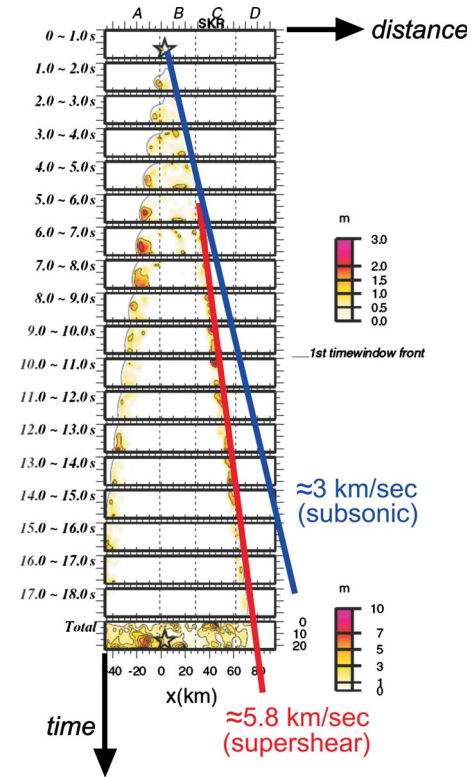 A B C D
SKR
distance
0 ~ 1.0 s
1.0 ~ 2.0 s
2.0 ~ 3.0 s
3.0 ~ 4.0 s
4.0 ~ 5.0 s
5.0 ~ 6.0 s
6.0 ~ 7.0 s
7.0 ~ 8.0 s
8.0 ~ 9.0 s
9.0 ~ 10.0 s
10.0 ~ 11.0 s
11.0 ~ 12.0 s
12.0 ~ 13.0 s
13.0 ~ 14.0 s
14.0 ~ 15.0 s
15.0 ~ 16.0 s
16.0 ~ 17.0 s
17.0 ~ 18.0 s
Total
m
3.0
2.0
1.5
1.0
0.5
0.0
1st timewindow front
≈3 km/sec
(subsonic)
m
10
7
5
3
1
0
0
10
20
-40 -20 0 20 40 60 80
x(km)
≈5.8 km/sec
(supershear)
time